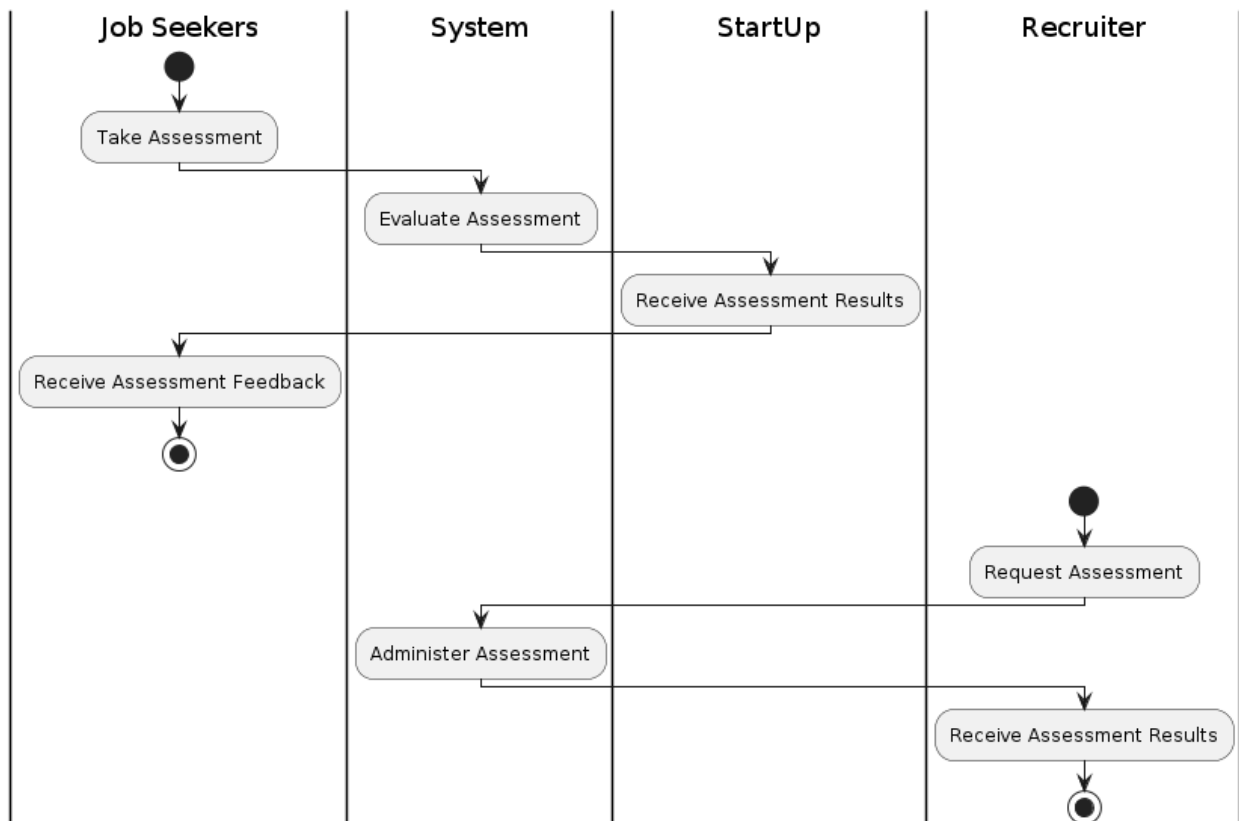 Job Seekers
System
StartUp
Recruiter
Take Assessment
Evaluate Assessment
Receive Assessment Results
Receive Assessment Feedback
Request Assessment
Administer Assessment
Receive Assessment Results